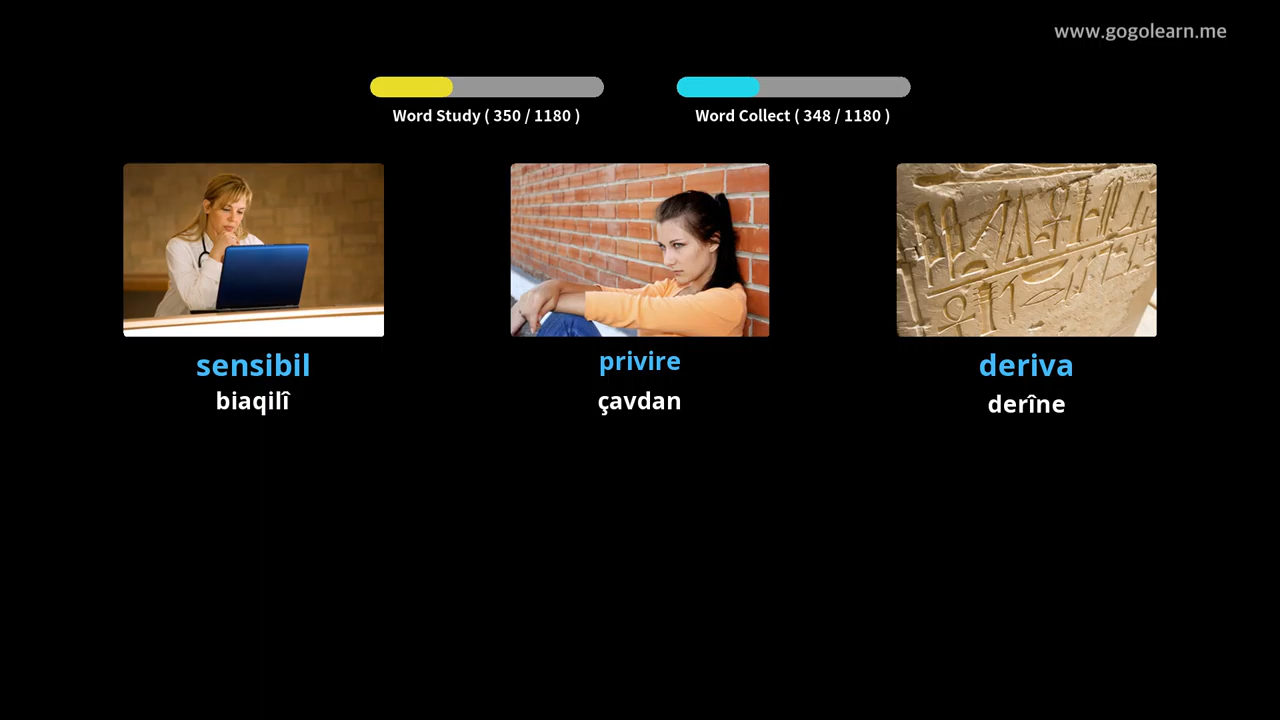 www.gogolearn.me
Word Study ( 350 / 1180 )
Word Collect ( 348 / 1180 )
sensibil
biaqilî
privire
çavdan
deriva
derîne